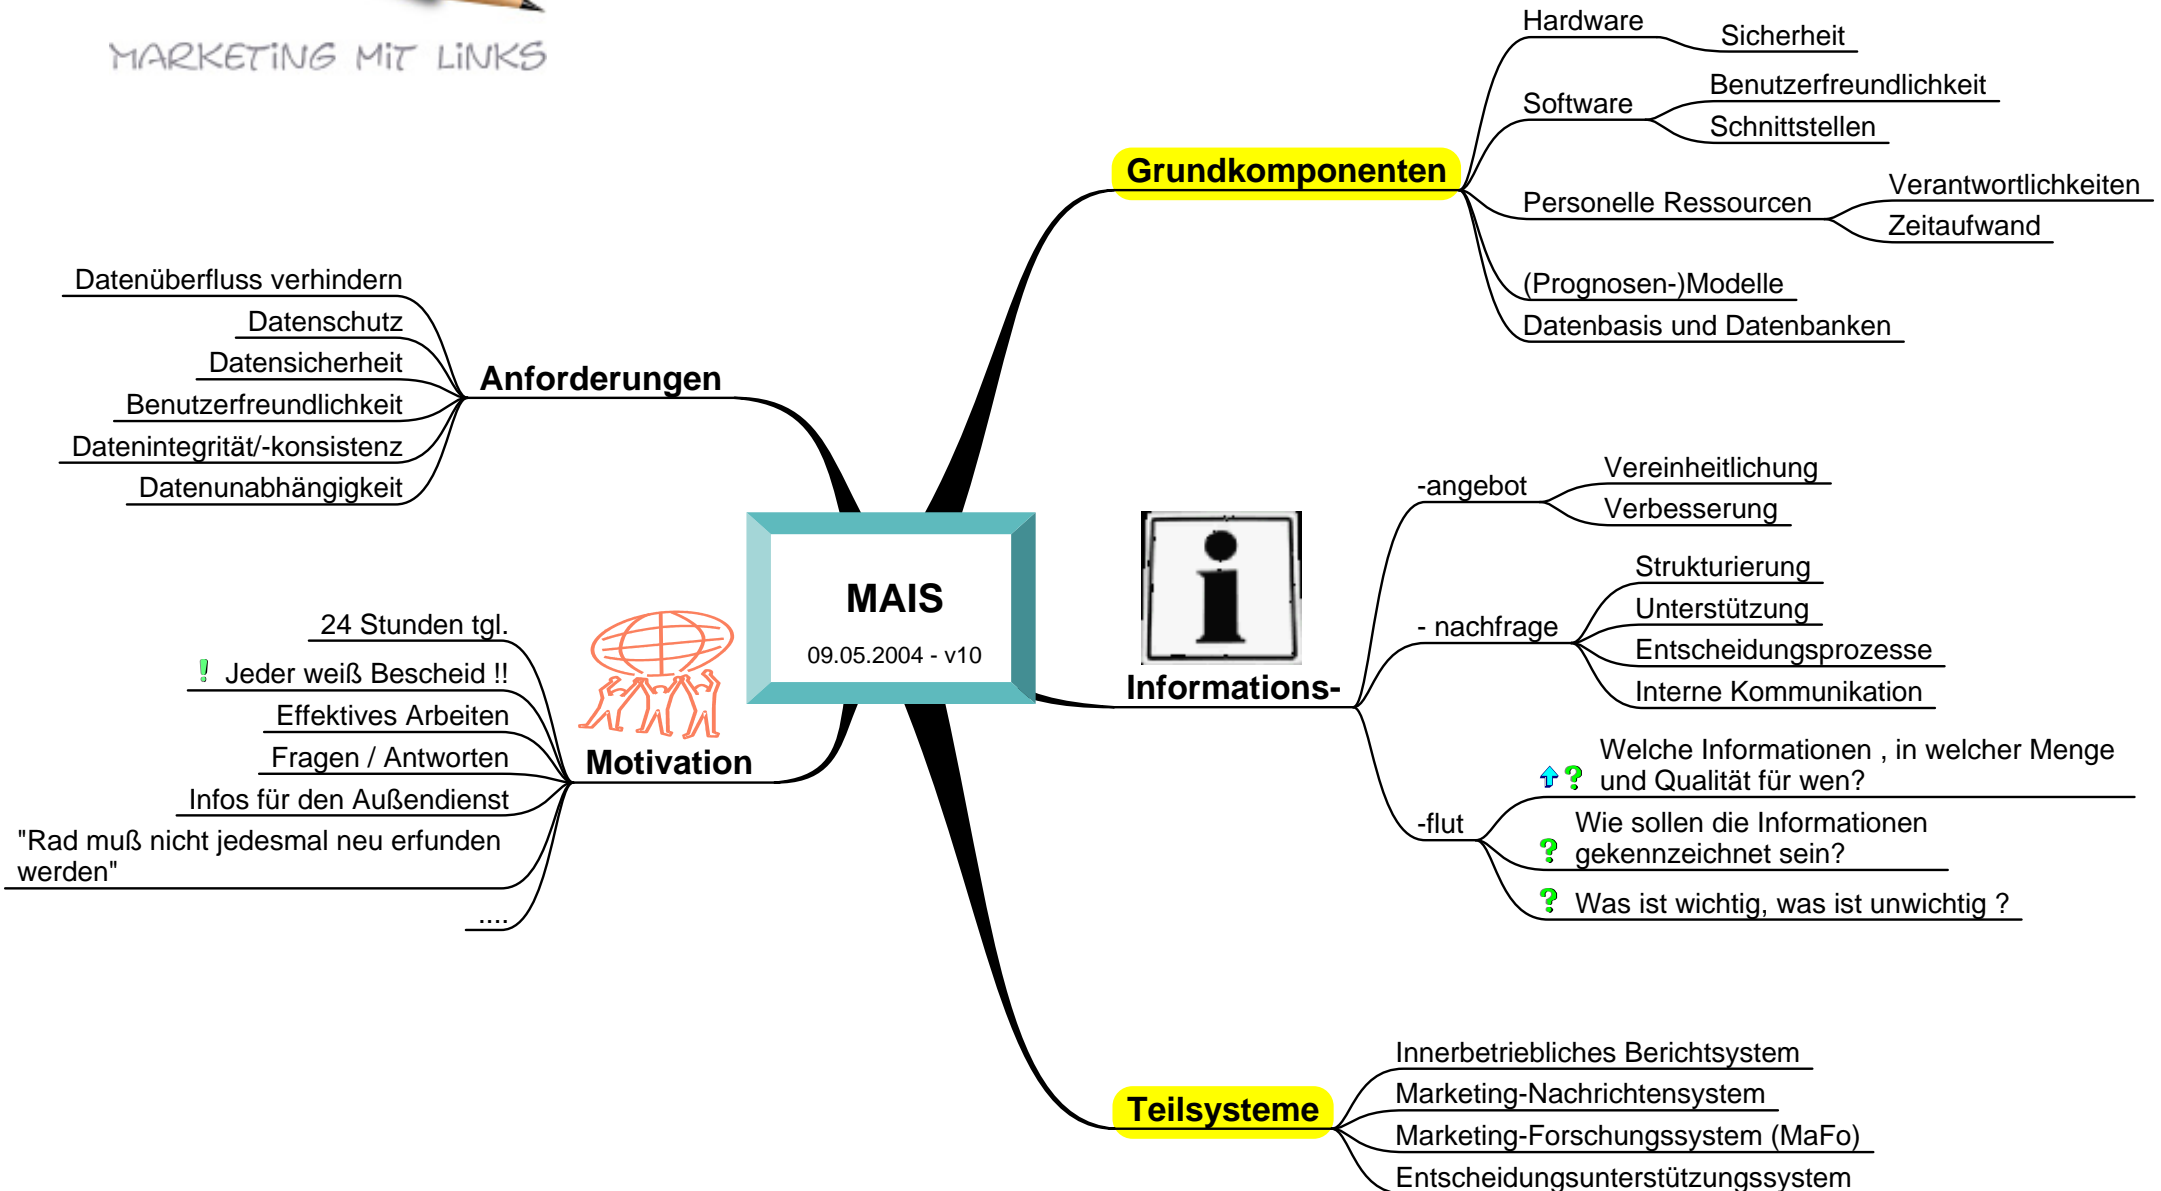 MARKETING MIT LINKS
Grundkomponenten
Hardware
Sicherheit
Software
Benutzerfreundlichkeit
Schnittstellen
Personelle Ressourcen
Verantwortlichkeiten
Zeitaufwand
(Prognosen-)Modelle
Datenbasis und Datenbanken
Anforderungen
Datenüberfluss verhindern
Datenschutz
Datensicherheit
Benutzerfreundlichkeit
Datenintegrität/-konsistenz
Datenunabhängigkeit
MAIS
09.05.2004 - v10
Informations-
-angebot
Vereinheitlichung
Verbesserung
- nachfrage
Strukturierung
Unterstützung
Entscheidungsprozesse
Interne Kommunikation
-flut
Welche Informationen , in welcher Menge
und Qualität für wen?
Wie sollen die Informationen
gekennzeichnet sein?
Was ist wichtig, was ist unwichtig ?
Motivation
24 Stunden tgl.
Jeder weiß Bescheid !!
Effektives Arbeiten
Fragen / Antworten
Infos für den Außendienst
"Rad muß nicht jedesmal neu erfunden
werden"
....
Teilsysteme
Innerbetriebliches Berichtsystem
Marketing-Nachrichtensystem
Marketing-Forschungssystem (MaFo)
Entscheidungsunterstützungssystem